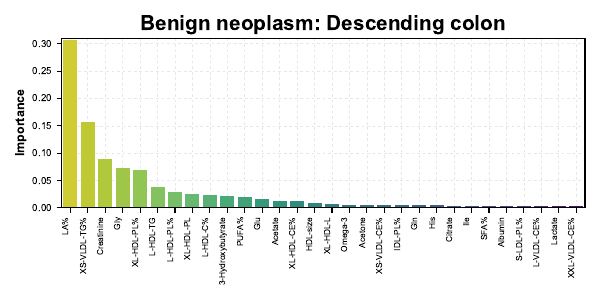 Benign neoplasm: Descending colon
Importance
0.30
0.25
0.20
0.15
0.10
0.05
0.00
LA%
XS-VLDL-TG%
Creatinine
Gly
XL-HDL-PL%
L-HDL-TG
L-HDL-PL%
XL-HDL-PL
L-HDL-C%
3-Hydroxybutyrate
PUFA%
Glu
Acetate
XL-HDL-CE%
HDL-size
XL-HDL-L
Omega-3
Acetone
XS-VLDL-CE%
IDL-PL%
Gln
His
Citrate
Ile
SFA%
Albumin
S-LDL-PL%
L-VLDL-CE%
Lactate
XXL-VLDL-CE%